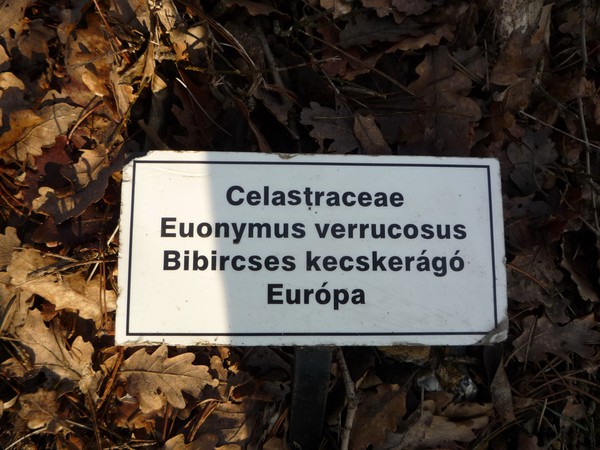 Celastraceae
Euonymus verrucosus
Bibircses kecskerágó
Európa